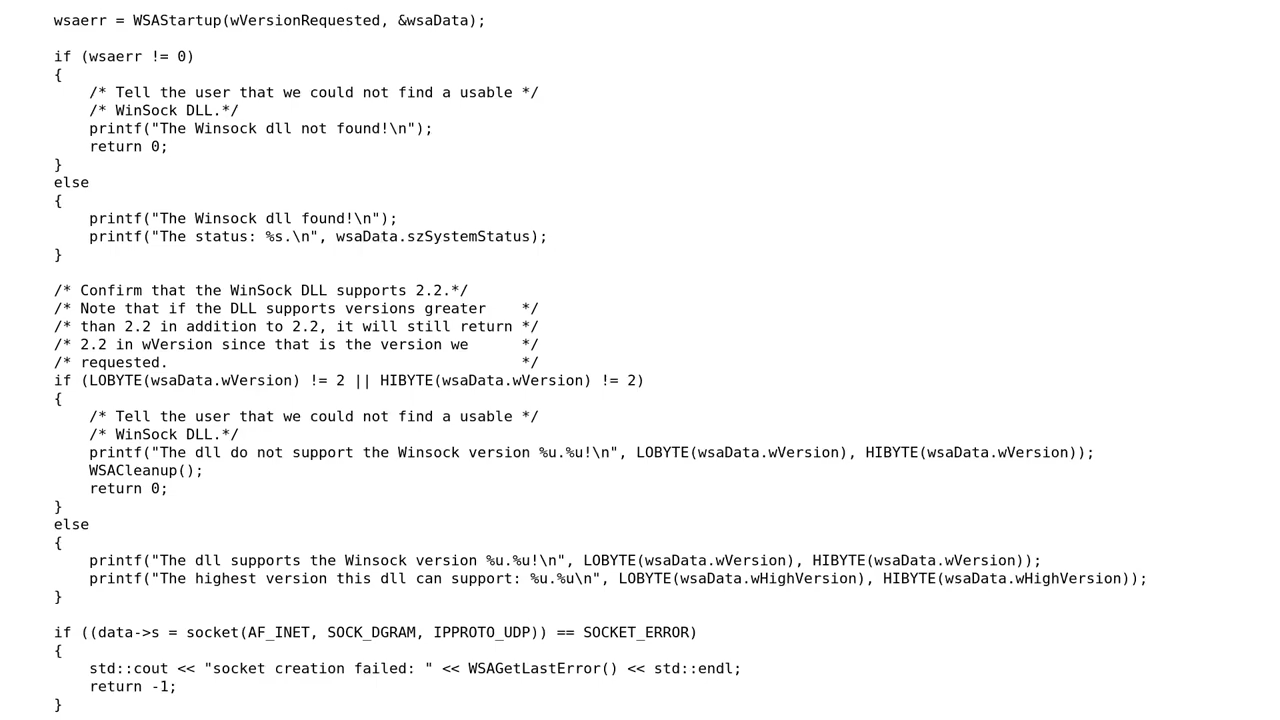 wsaerr = WSAStartup(wVersionRequested, &wsaData);

if (wsaerr != 0)
{
    /* Tell the user that we could not find a usable */
    /* WinSock DLL.*/
    printf("The Winsock dll not found!\n");
    return 0;
}
else
{
    printf("The Winsock dll found!\n");
    printf("The status: %s.\n", wsaData.szSystemStatus);
}

/* Confirm that the WinSock DLL supports 2.2.*/
/* Note that if the DLL supports versions greater    */
/* than 2.2 in addition to 2.2, it will still return */
/* 2.2 in wVersion since that is the version we      */
/* requested.                                        */
if (LOBYTE(wsaData.wVersion) != 2 || HIBYTE(wsaData.wVersion) != 2)
{
    /* Tell the user that we could not find a usable */
    /* WinSock DLL.*/
    printf("The dll do not support the Winsock version %u.%u!\n", LOBYTE(wsaData.wVersion), HIBYTE(wsaData.wVersion));
    WSACleanup();
    return 0;
}
else
{
    printf("The dll supports the Winsock version %u.%u!\n", LOBYTE(wsaData.wVersion), HIBYTE(wsaData.wVersion));
    printf("The highest version this dll can support: %u.%u\n", LOBYTE(wsaData.wHighVersion), HIBYTE(wsaData.wHighVersion));
}

if ((data->s = socket(AF_INET, SOCK_DGRAM, IPPROTO_UDP)) == SOCKET_ERROR)
{
    std::cout << "socket creation failed: " << WSAGetLastError() << std::endl;
    return -1;
}